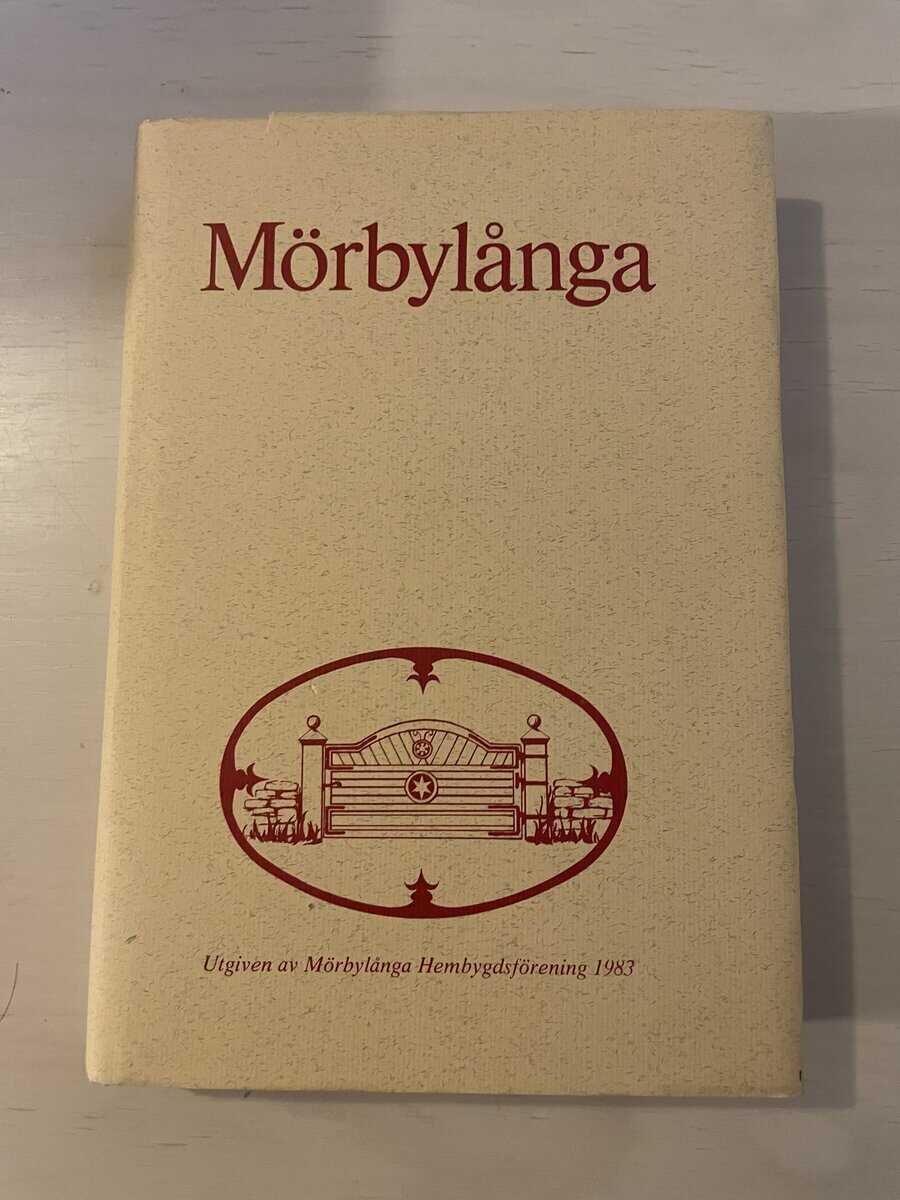 Mörbylånga
Utgiven av Mörbylånga Hembygdsförening 1983